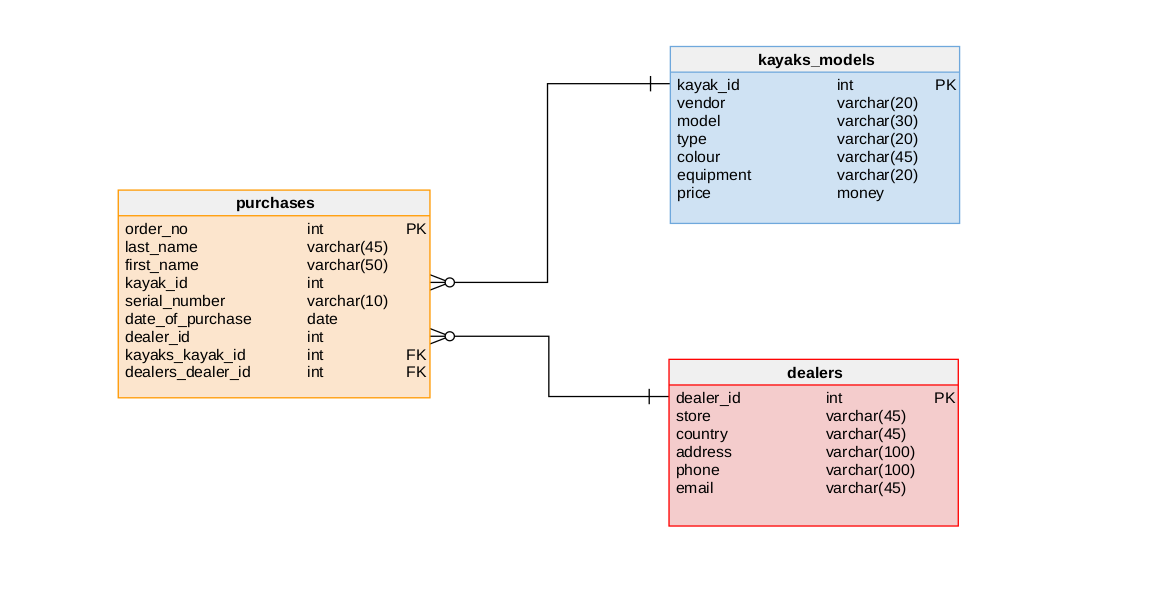 kayaks_models
kayak_id int PK
vendor varchar(20)
model varchar(30)
type varchar(20)
colour varchar(45)
equipment varchar(20)
price money
purchases
order_no int PK
last_name varchar(45)
first_name varchar(50)
kayak_id int
serial_number varchar(10)
date_of_purchase date
dealer_id int
kayaks_kayak_id int FK
dealers_dealer_id int FK
dealers
dealer_id int PK
store varchar(45)
country varchar(45)
address varchar(100)
phone varchar(100)
email varchar(45)